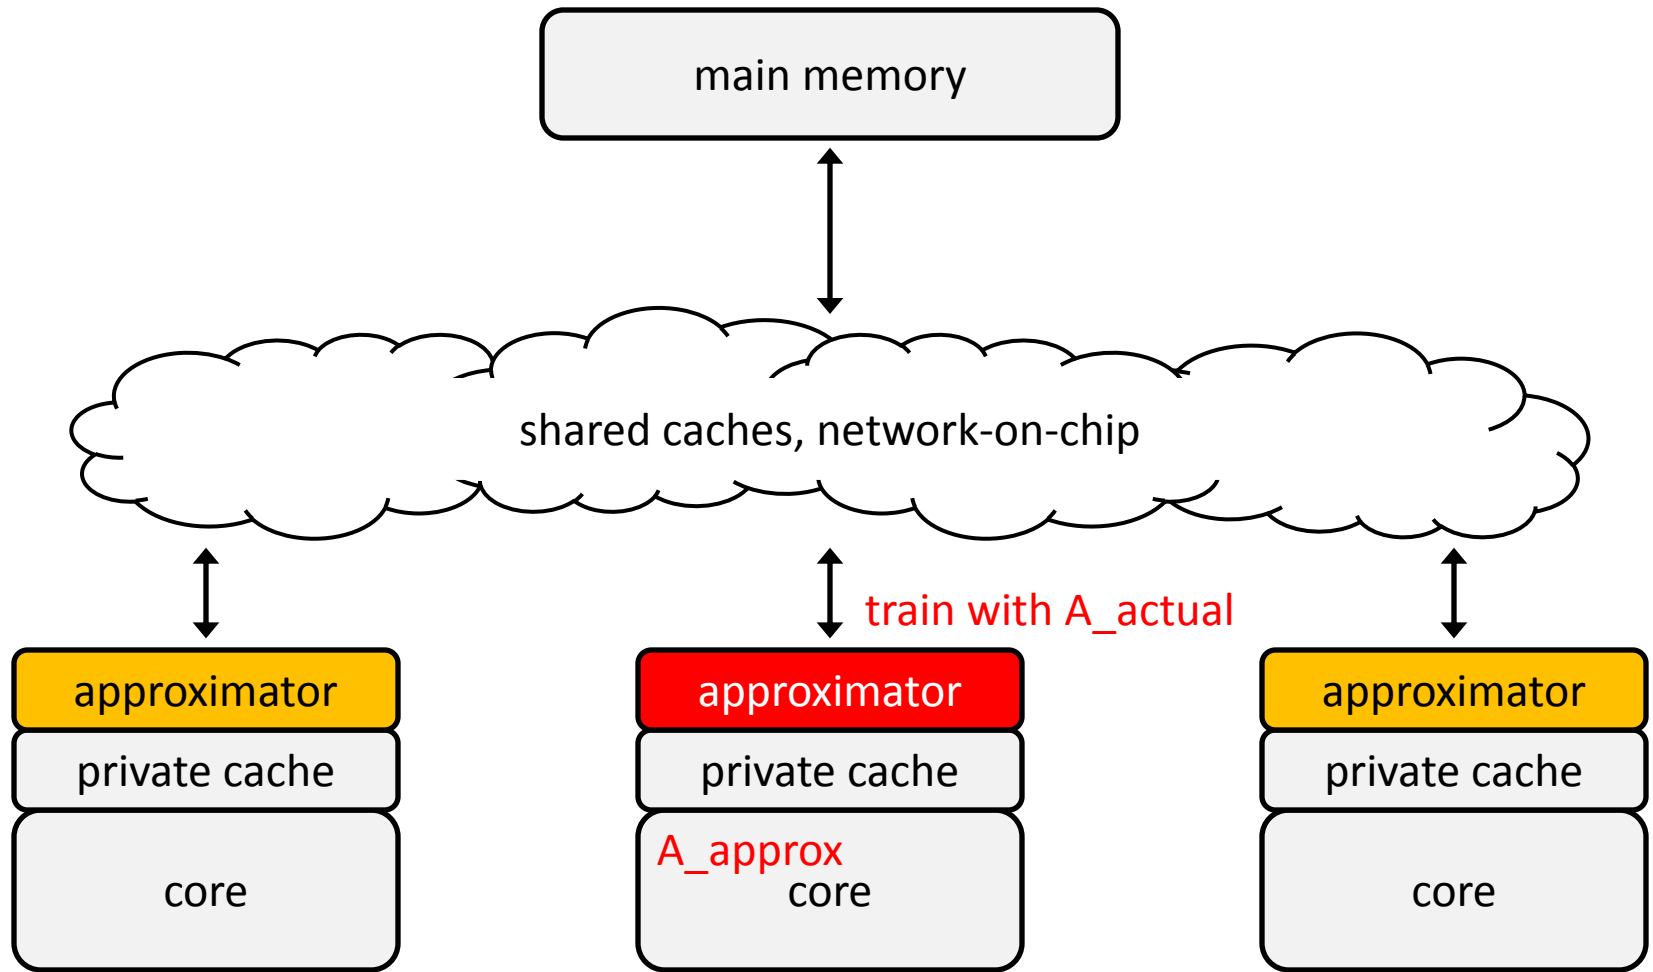 main memory
shared caches, network-on-chip
train with A_actual
approximator
approximator
approximator
private cache
private cache
private cache
A_approx
core
core
core